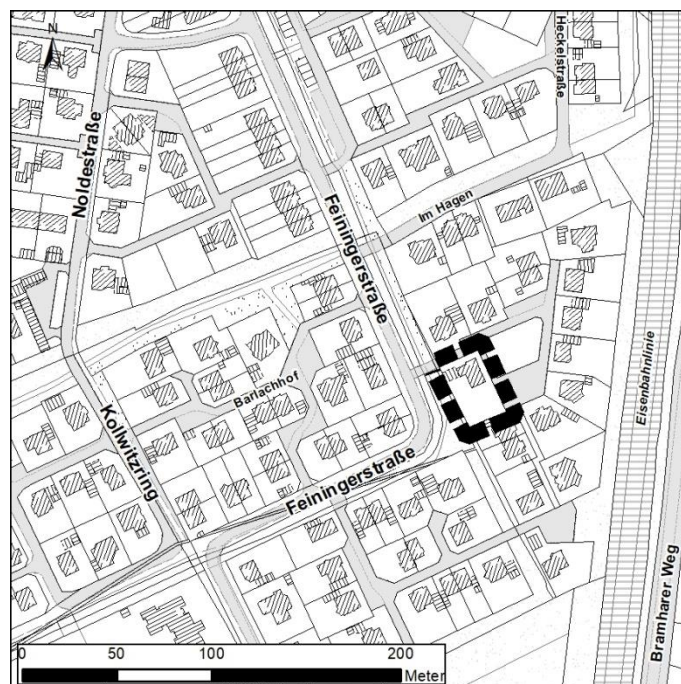 N
Heckelstraße
Noldestraße
Im Hagen
Feiningerstraße
Eisenbahnlinie
Barlachhof
Kollwitzring
Feiningerstraße
Bramharer Weg
0 50 100 200
Meter